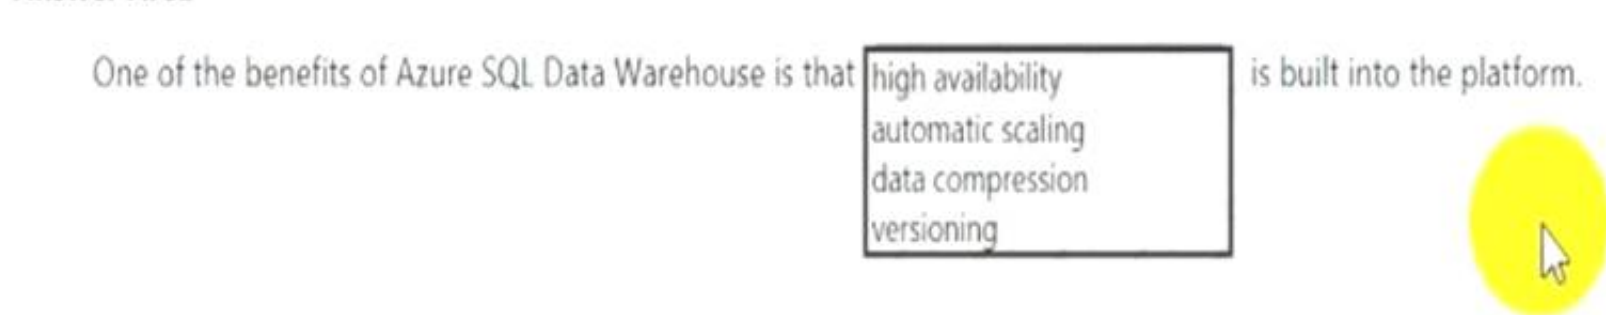 One of the benefits of Azure SQL Data Warehouse is that high availability is built into the platform.
automatic scaling
data compression
versioning